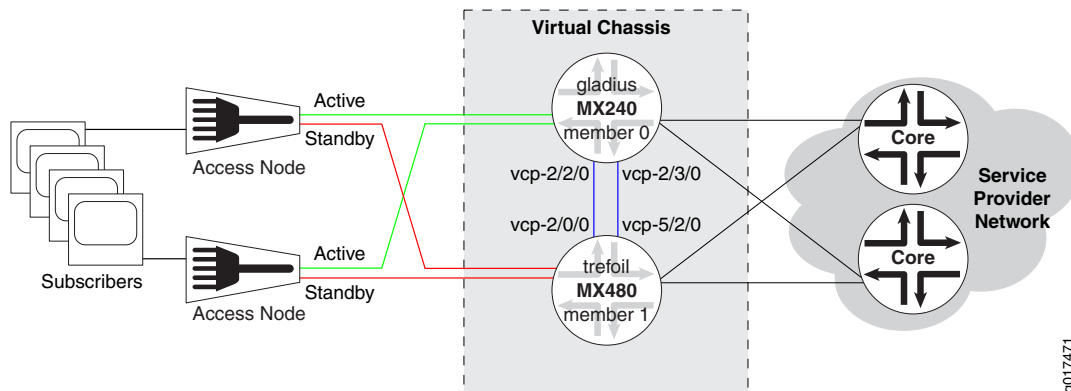 Virtual Chassis
gladius
MX240
member 0
Active
Standby
Access Node
vcp-2/2/0
vcp-2/3/0
vcp-2/0/0
vcp-5/2/0
Core
Service
Provider
Network
Core
Active
Standby
Access Node
Subscribers
trefoil
MX480
member 1
g017471